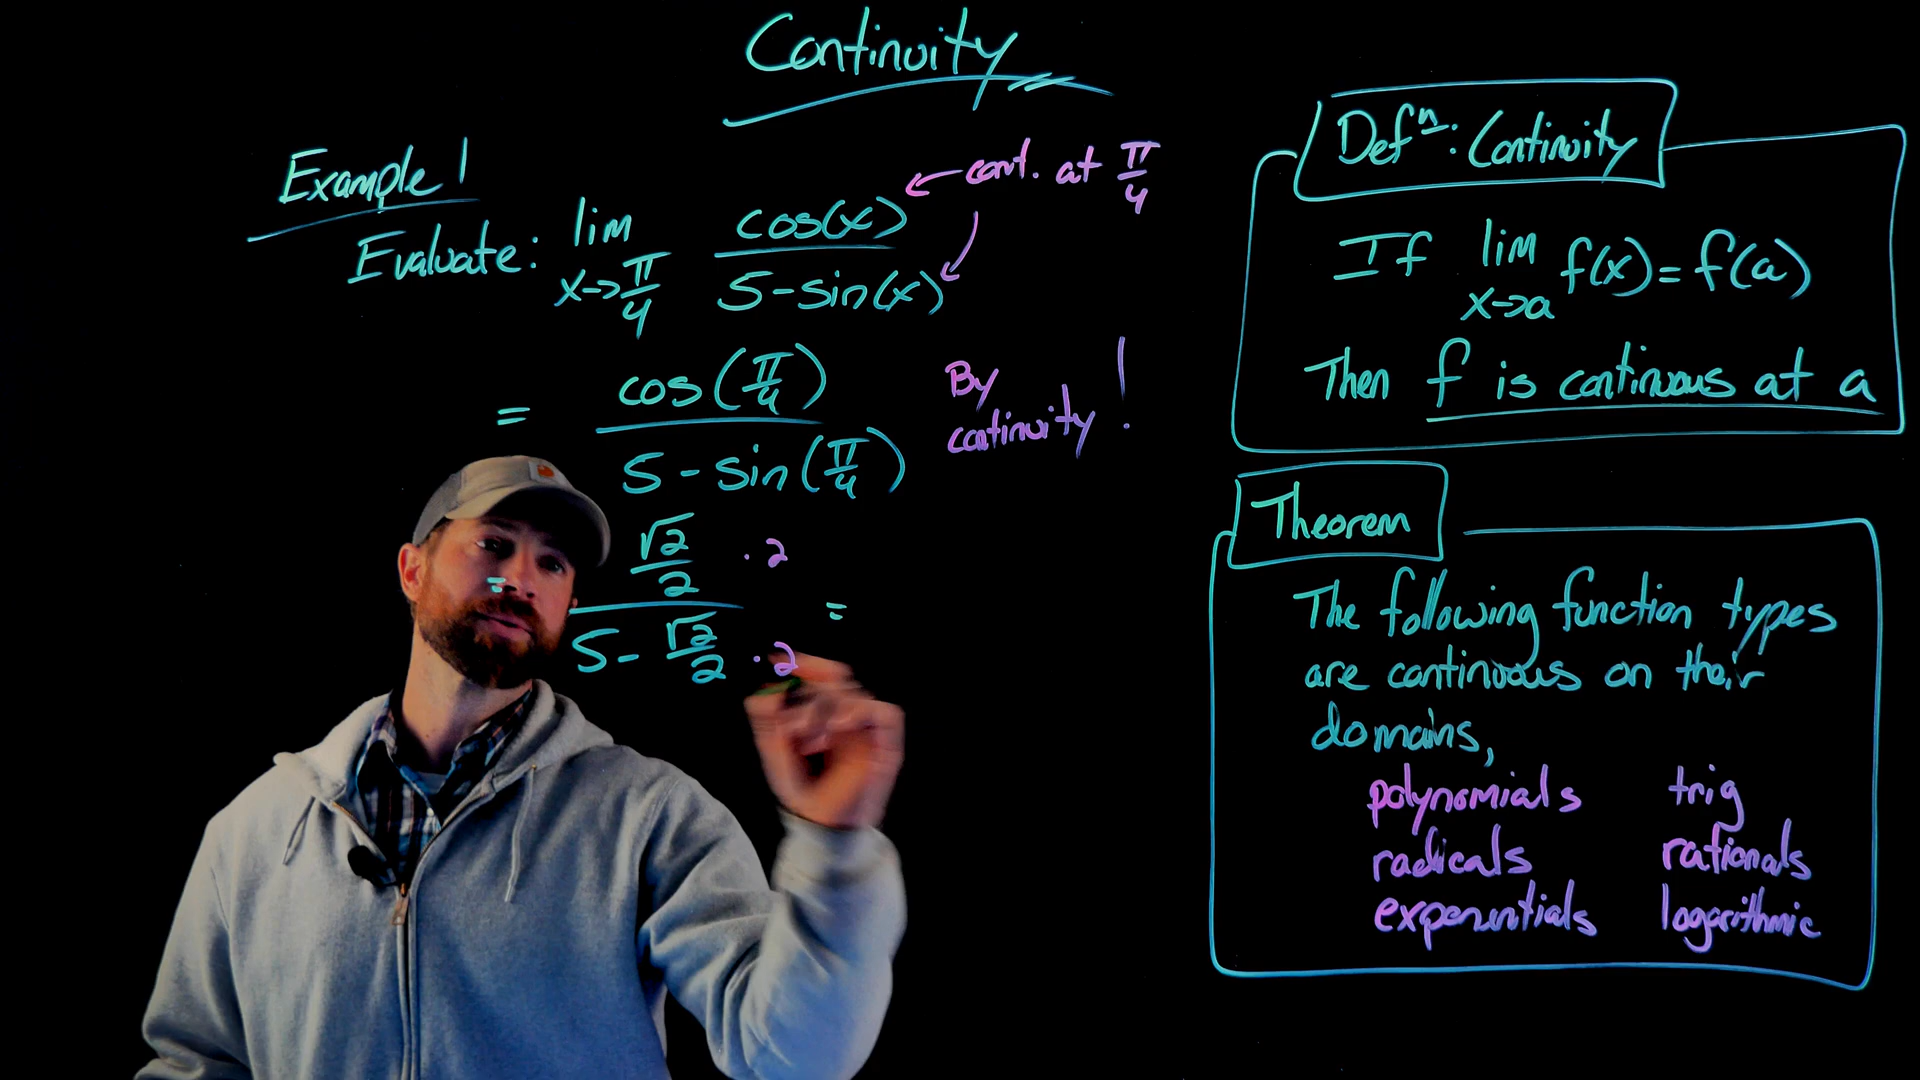 Continuity
Example 1
Evaluate: lim x→π/4 cos(x)/(5-sin(x))
← cont. at π/4
= cos(π/4)/(5-sin(π/4))
By
continuity!
= (√2/2 · 2)/(5-√2/2 · 2) =
Defⁿ: Continuity
If lim x→a f(x) = f(a)
Then f is continuous at a
Theorem
The following function types
are continuous on their
domains,
polynomials trig
radicals rationals
exponentials logarithmic